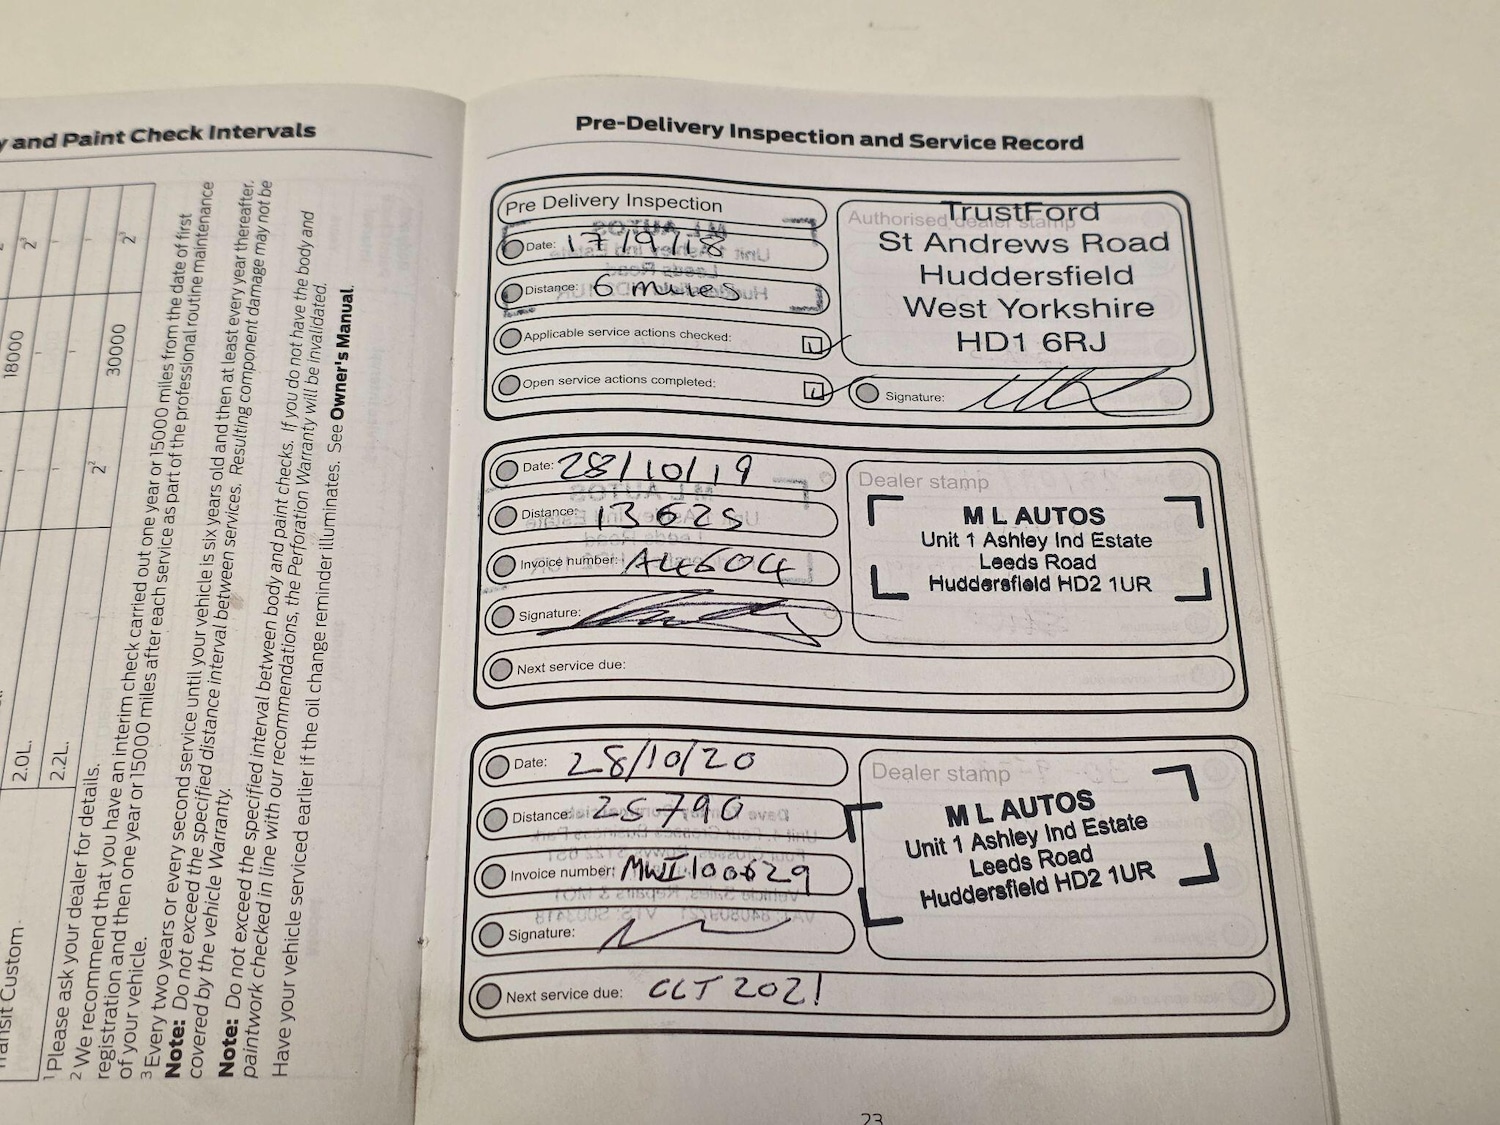 y and Paint Check Intervals
18000
2³
30000
2²
2³
ransit Custom.
2.0L.
2.2L.
¹ Please ask your dealer for details.
² We recommend that you have an interim check carried out one year or 1500 miles from the date of first
registration and then one year or 15000 miles after each service as part of the professional routine maintenance
of your vehicle.
³ Every two years or every second service until your vehicle is six years old and then at least every year thereafter.
Note: Do not exceed the specified distance interval between services. Resulting component damage may not be
covered by the vehicle Warranty.
Note: Do not exceed the specified interval between body and paint checks. If you do not have the body and
paintwork checked in line with our recommendations, the Perforation Warranty will be invalidated.
Have your vehicle serviced earlier if the oil change reminder illuminates. See Owner's Manual.
Pre-Delivery Inspection and Service Record
Pre Delivery Inspection
Date: 17/9/18
Distance: 6 miles
Applicable service actions checked:
Open service actions completed:
Authorised dealer stamp
TrustFord
St Andrews Road
Huddersfield
West Yorkshire
HD1 6RJ
Signature:
Date: 28/10/19
Distance: 13625
Invoice number:
Signature:
Next service due:
Dealer stamp
M L AUTOS
Unit 1 Ashley Ind Estate
Leeds Road
Huddersfield HD2 1UR
Date: 28/10/20
Distance: 25790
Invoice number:
Signature:
Next service due: OCT 2021
Dealer stamp
M L AUTOS
Unit 1 Ashley Ind Estate
Leeds Road
Huddersfield HD2 1UR
23